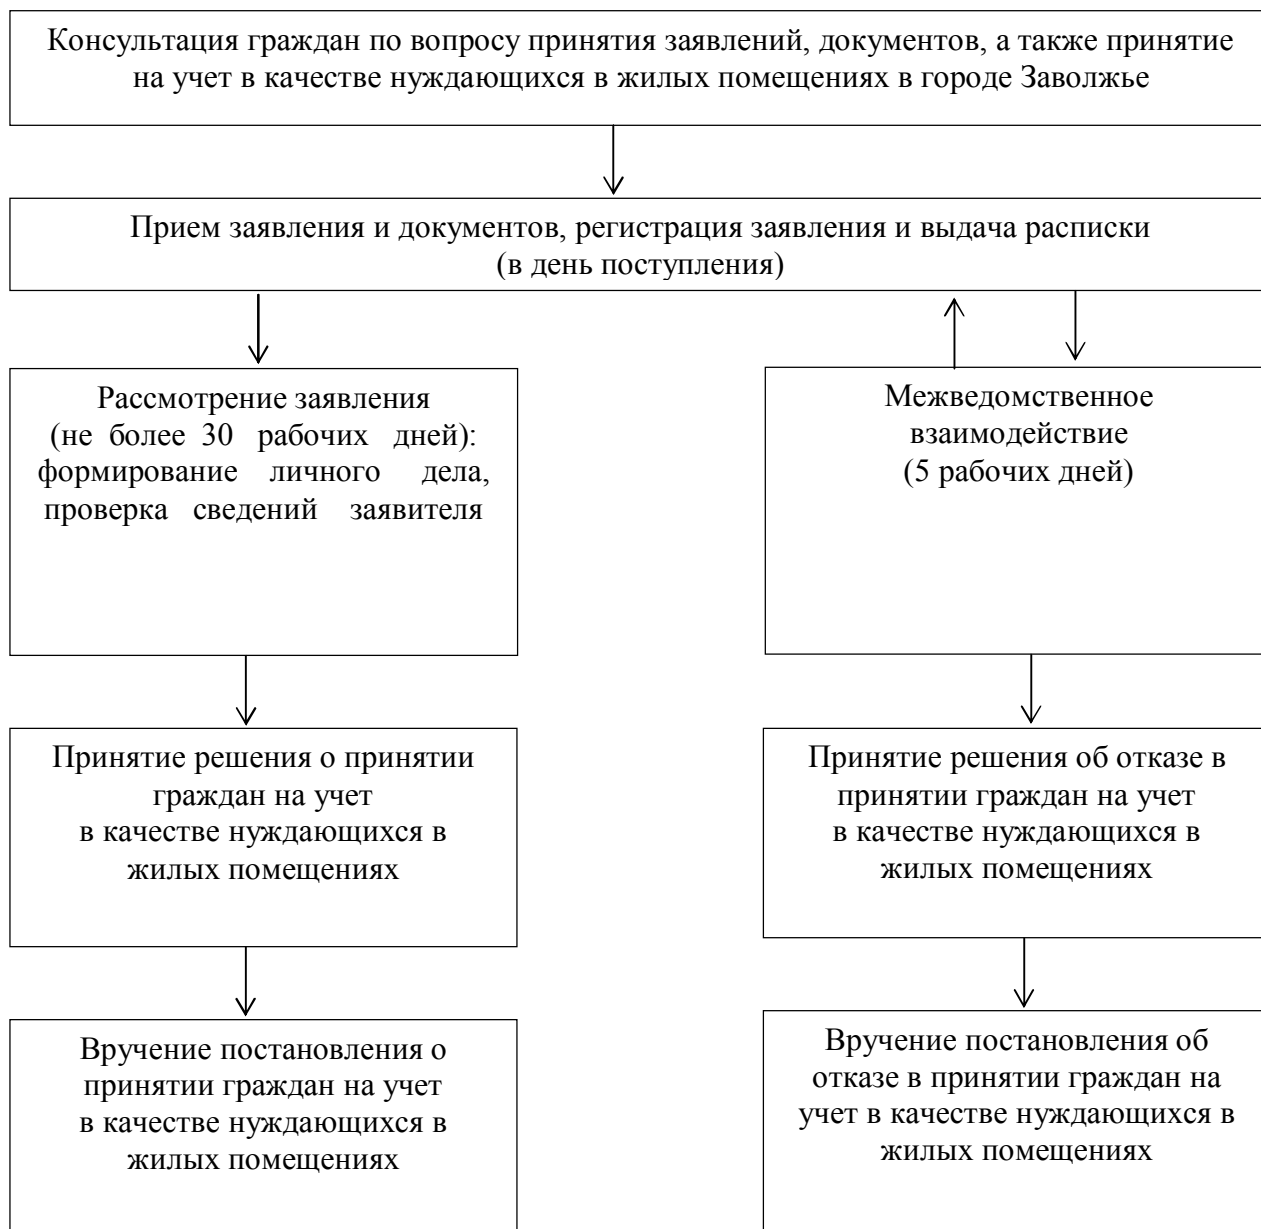 Консультация граждан по вопросу принятия заявлений, документов, а также принятие
на учет в качестве нуждающихся в жилых помещениях в городе Заволжье
Прием заявления и документов, регистрация заявления и выдача расписки
(в день поступления)
Рассмотрение заявления
(не более 30 рабочих дней):
формирование личного дела,
проверка сведений заявителя
Межведомственное
взаимодействие
(5 рабочих дней)
Принятие решения о принятии
граждан на учет
в качестве нуждающихся в
жилых помещениях
Принятие решения об отказе в
принятии граждан на учет
в качестве нуждающихся в
жилых помещениях
Вручение постановления о
принятии граждан на учет
в качестве нуждающихся в
жилых помещениях
Вручение постановления об
отказе в принятии граждан на
учет в качестве нуждающихся в
жилых помещениях